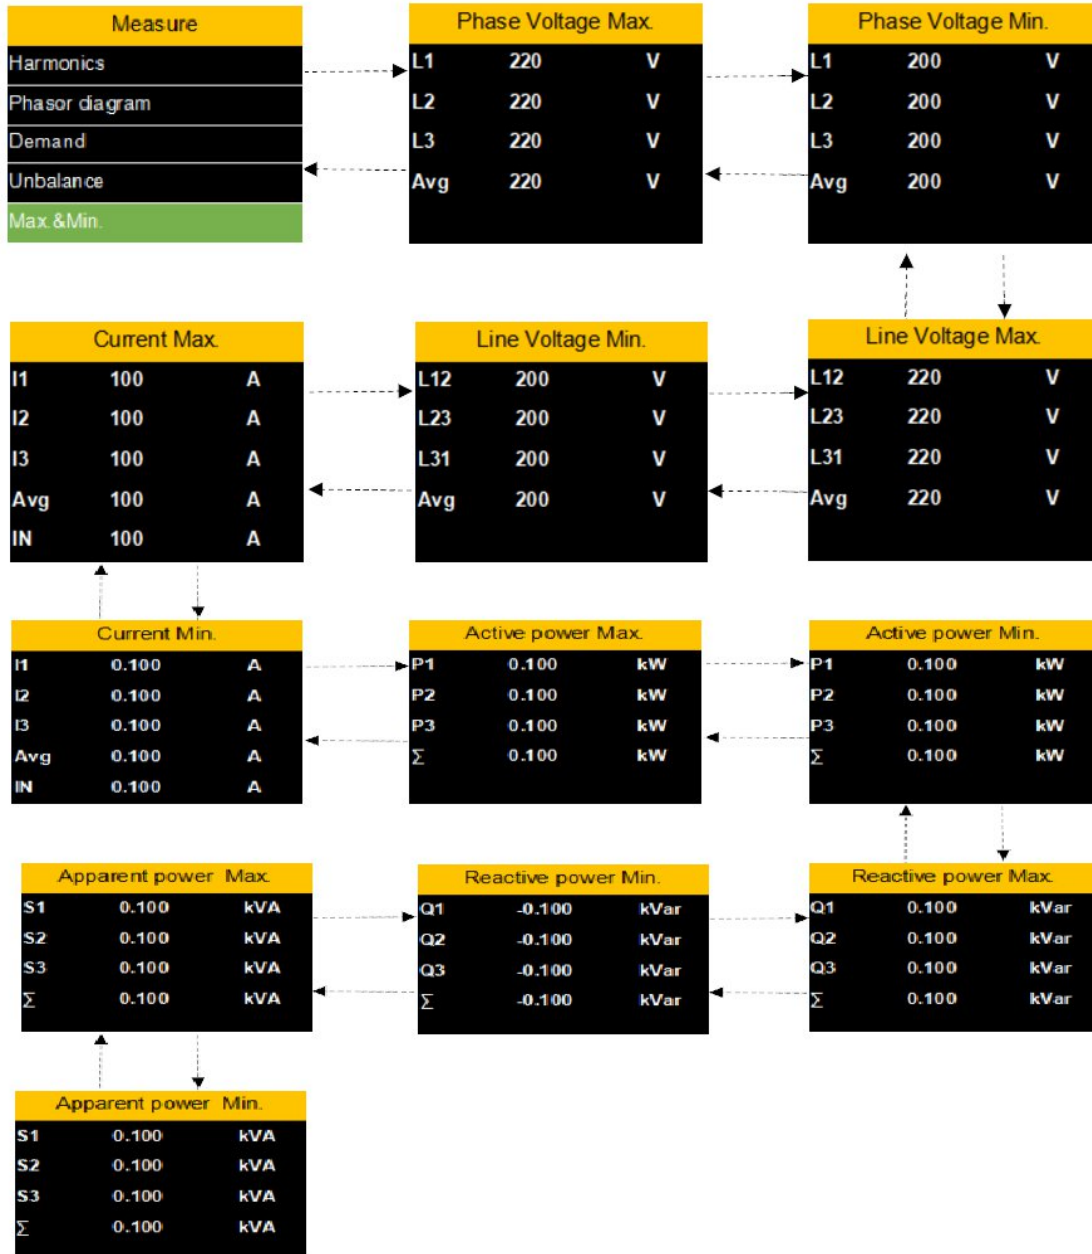 Measure
Harmonics
Phasor diagram
Demand
Unbalance
Max.&Min.
Phase Voltage Max.
L1 220 V
L2 220 V
L3 220 V
Avg 220 V
Phase Voltage Min.
L1 200 V
L2 200 V
L3 200 V
Avg 200 V
Current Max.
I1 100 A
I2 100 A
I3 100 A
Avg 100 A
IN 100 A
Line Voltage Min.
L12 200 V
L23 200 V
L31 200 V
Avg 200 V
Line Voltage Max.
L12 220 V
L23 220 V
L31 220 V
Avg 220 V
Current Min.
I1 0.100 A
I2 0.100 A
I3 0.100 A
Avg 0.100 A
IN 0.100 A
Active power Max.
P1 0.100 kW
P2 0.100 kW
P3 0.100 kW
Σ 0.100 kW
Active power Min.
P1 0.100 kW
P2 0.100 kW
P3 0.100 kW
Σ 0.100 kW
Apparent power Max.
S1 0.100 kVA
S2 0.100 kVA
S3 0.100 kVA
Σ 0.100 kVA
Reactive power Min.
Q1 -0.100 kVar
Q2 -0.100 kVar
Q3 -0.100 kVar
Σ -0.100 kVar
Reactive power Max.
Q1 0.100 kVar
Q2 0.100 kVar
Q3 0.100 kVar
Σ 0.100 kVar
Apparent power Min.
S1 0.100 kVA
S2 0.100 kVA
S3 0.100 kVA
Σ 0.100 kVA